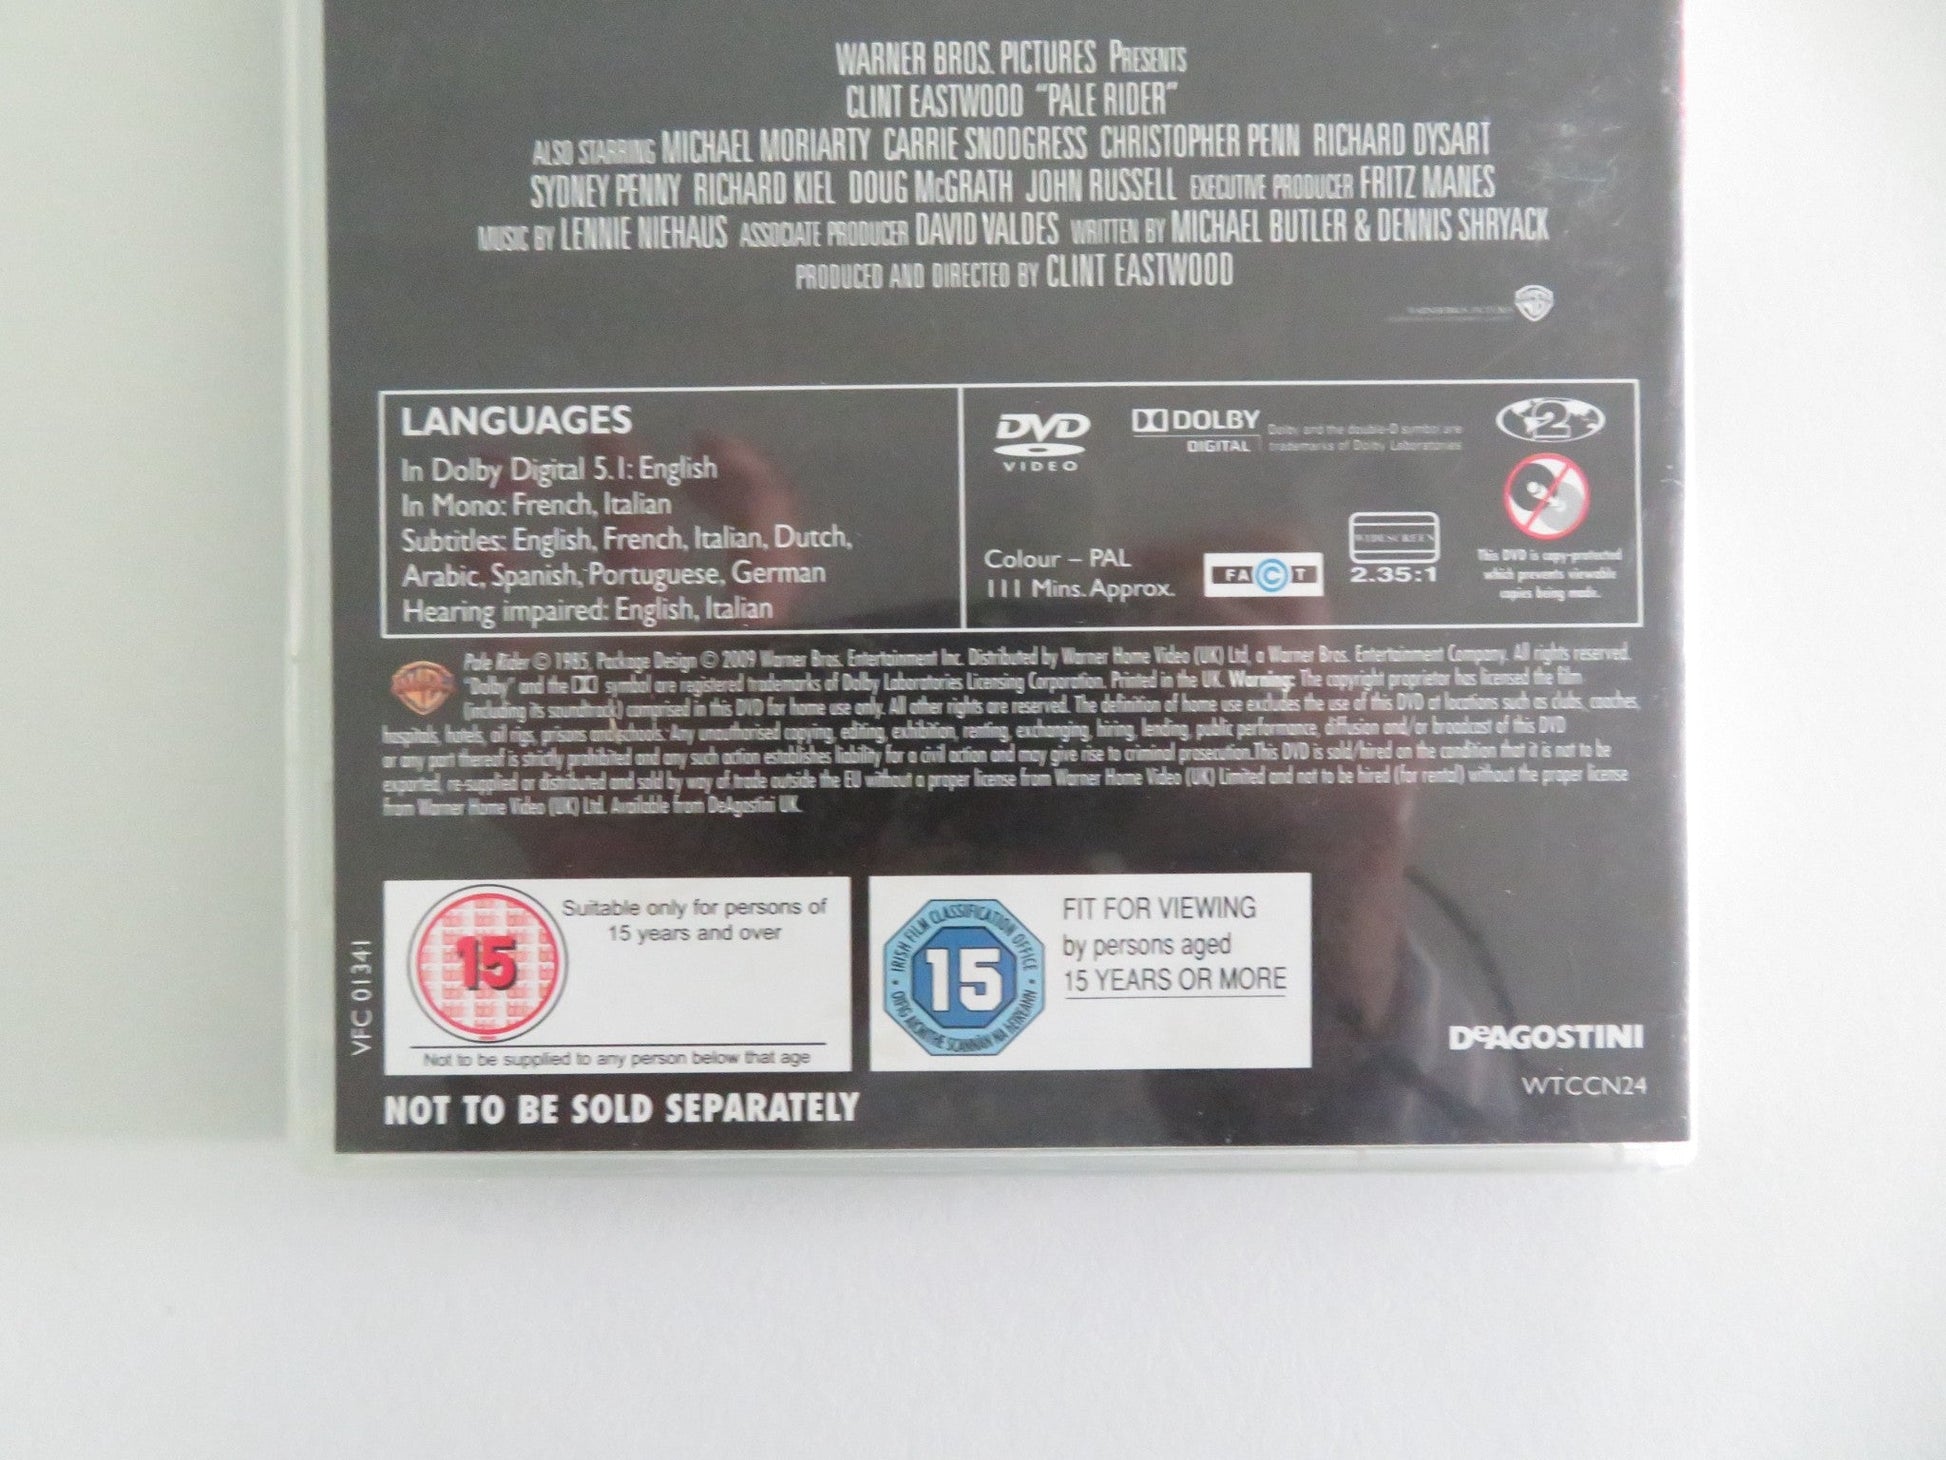 WARNER BROS. PICTURES PRESENTS
CLINT EASTWOOD "PALE RIDER"
ALSO STARRING MICHAEL MORIARTY CARRIE SNODGRESS CHRISTOPHER PENN RICHARD DYSART
SYDNEY PENNY RICHARD KIEL DOUG McGRATH JOHN RUSSELL EXECUTIVE PRODUCER FRITZ MANES
MUSIC BY LENNIE NIEHAUS ASSOCIATE PRODUCER DAVID VALDES WRITTEN BY MICHAEL BUTLER & DENNIS SHRYACK
PRODUCED AND DIRECTED BY CLINT EASTWOOD
WARNER BROS. PICTURES
LANGUAGES
In Dolby Digital 5.1: English
In Mono: French, Italian
Subtitles: English, French, Italian, Dutch,
Arabic, Spanish, Portuguese, German
Hearing impaired: English, Italian
DVD
VIDEO
DOLBY
DIGITAL
Dolby and the double-D symbol are
trademarks of Dolby Laboratories
2
Colour – PAL
111 Mins. Approx.
FACT
WIDESCREEN
2.35:1
This DVD is copy-protected
which prevents viewable
copies being made.
Pale Rider © 1985, Package Design © 2009 Warner Bros. Entertainment Inc. Distributed by Warner Home Video (UK) Ltd, a Warner Bros. Entertainment Company. All rights reserved.
"Dolby" and the DD symbol are registered trademarks of Dolby Laboratories Licensing Corporation. Printed in the UK. Warning: The copyright proprietor has licensed the film
(including its soundtrack) comprised in this DVD for home use only. All other rights are reserved. The definition of home use excludes the use of this DVD at locations such as clubs, coaches,
hospitals, hotels, oil rigs, prisons and schools. Any unauthorised copying, editing, exhibition, renting, exchanging, hiring, lending, public performance, diffusion and/or broadcast of this DVD
or any part thereof is strictly prohibited and any such action establishes liability for a civil action and may give rise to criminal prosecution.This DVD is sold/hired on the condition that it is not to be
exported, re-supplied or distributed and sold by way of trade outside the EU without a proper license from Warner Home Video (UK) Limited and not to be hired (for rental) without the proper license
from Warner Home Video (UK) Ltd. Available from DeAgostini UK.
VFC 01341
15
Suitable only for persons of
15 years and over
Not to be supplied to any person below that age
IRISH FILM CLASSIFICATION OFFICE
15
OIFIG AICMITHE SCANNÁN NA hÉIREANN
FIT FOR VIEWING
by persons aged
15 YEARS OR MORE
DeAGOSTINI
WTCCN24
NOT TO BE SOLD SEPARATELY